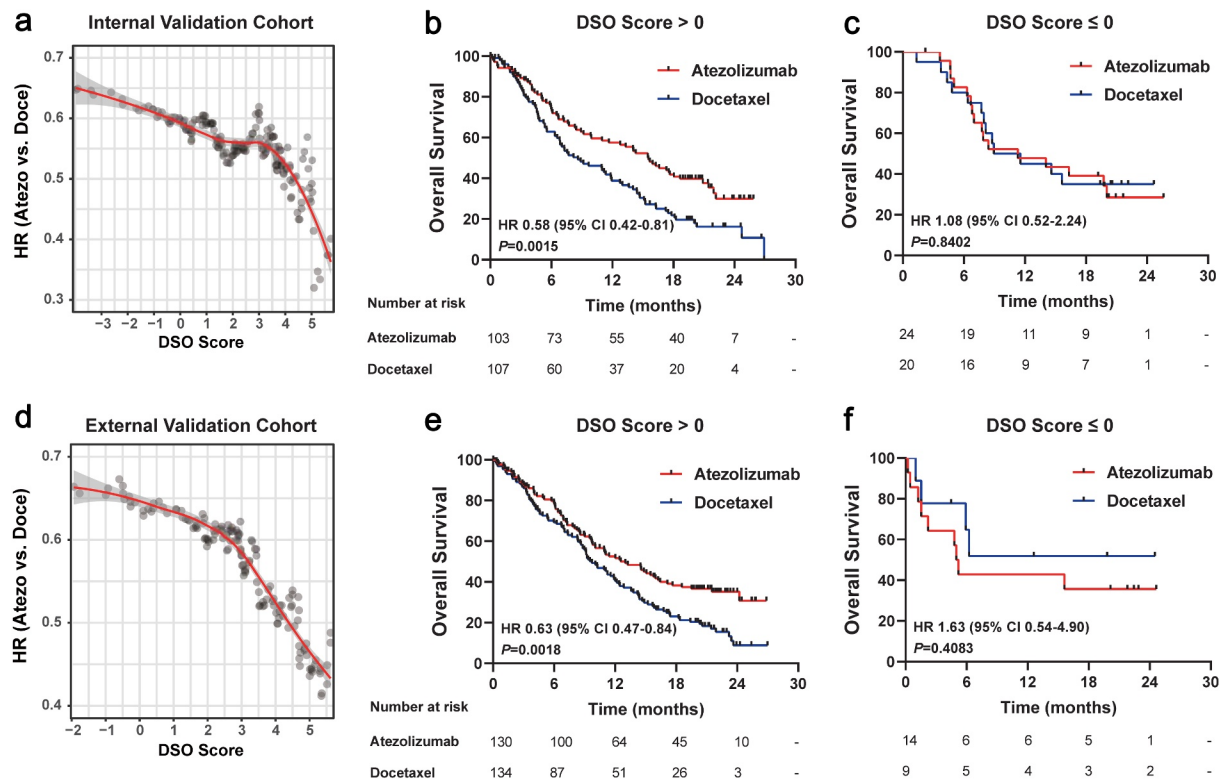 a
Internal Validation Cohort
HR (Atezo vs. Doce)
0.7
0.6
0.5
0.4
0.3
−3 −2 −1 0 1 2 3 4 5
DSO Score
b
DSO Score > 0
Overall Survival
100
80
60
40
20
0
Atezolizumab
Docetaxel
HR 0.58 (95% CI 0.42-0.81)
P=0.0015
0 6 12 18 24 30
Time (months)
Number at risk
Atezolizumab 103 73 55 40 7 -
Docetaxel 107 60 37 20 4 -
c
DSO Score ≤ 0
Overall Survival
100
80
60
40
20
0
Atezolizumab
Docetaxel
HR 1.08 (95% CI 0.52-2.24)
P=0.8402
0 6 12 18 24 30
Time (months)
24 19 11 9 1 -
20 16 9 7 1 -
d
External Validation Cohort
HR (Atezo vs. Doce)
0.7
0.6
0.5
0.4
−2 −1 0 1 2 3 4 5
DSO Score
e
DSO Score > 0
Overall Survival
100
80
60
40
20
0
Atezolizumab
Docetaxel
HR 0.63 (95% CI 0.47-0.84)
P=0.0018
0 6 12 18 24 30
Time (months)
Number at risk
Atezolizumab 130 100 64 45 10 -
Docetaxel 134 87 51 26 3 -
f
DSO Score ≤ 0
Overall Survival
100
80
60
40
20
0
Atezolizumab
Docetaxel
HR 1.63 (95% CI 0.54-4.90)
P=0.4083
0 6 12 18 24 30
Time (months)
14 6 6 5 1 -
9 5 4 3 2 -